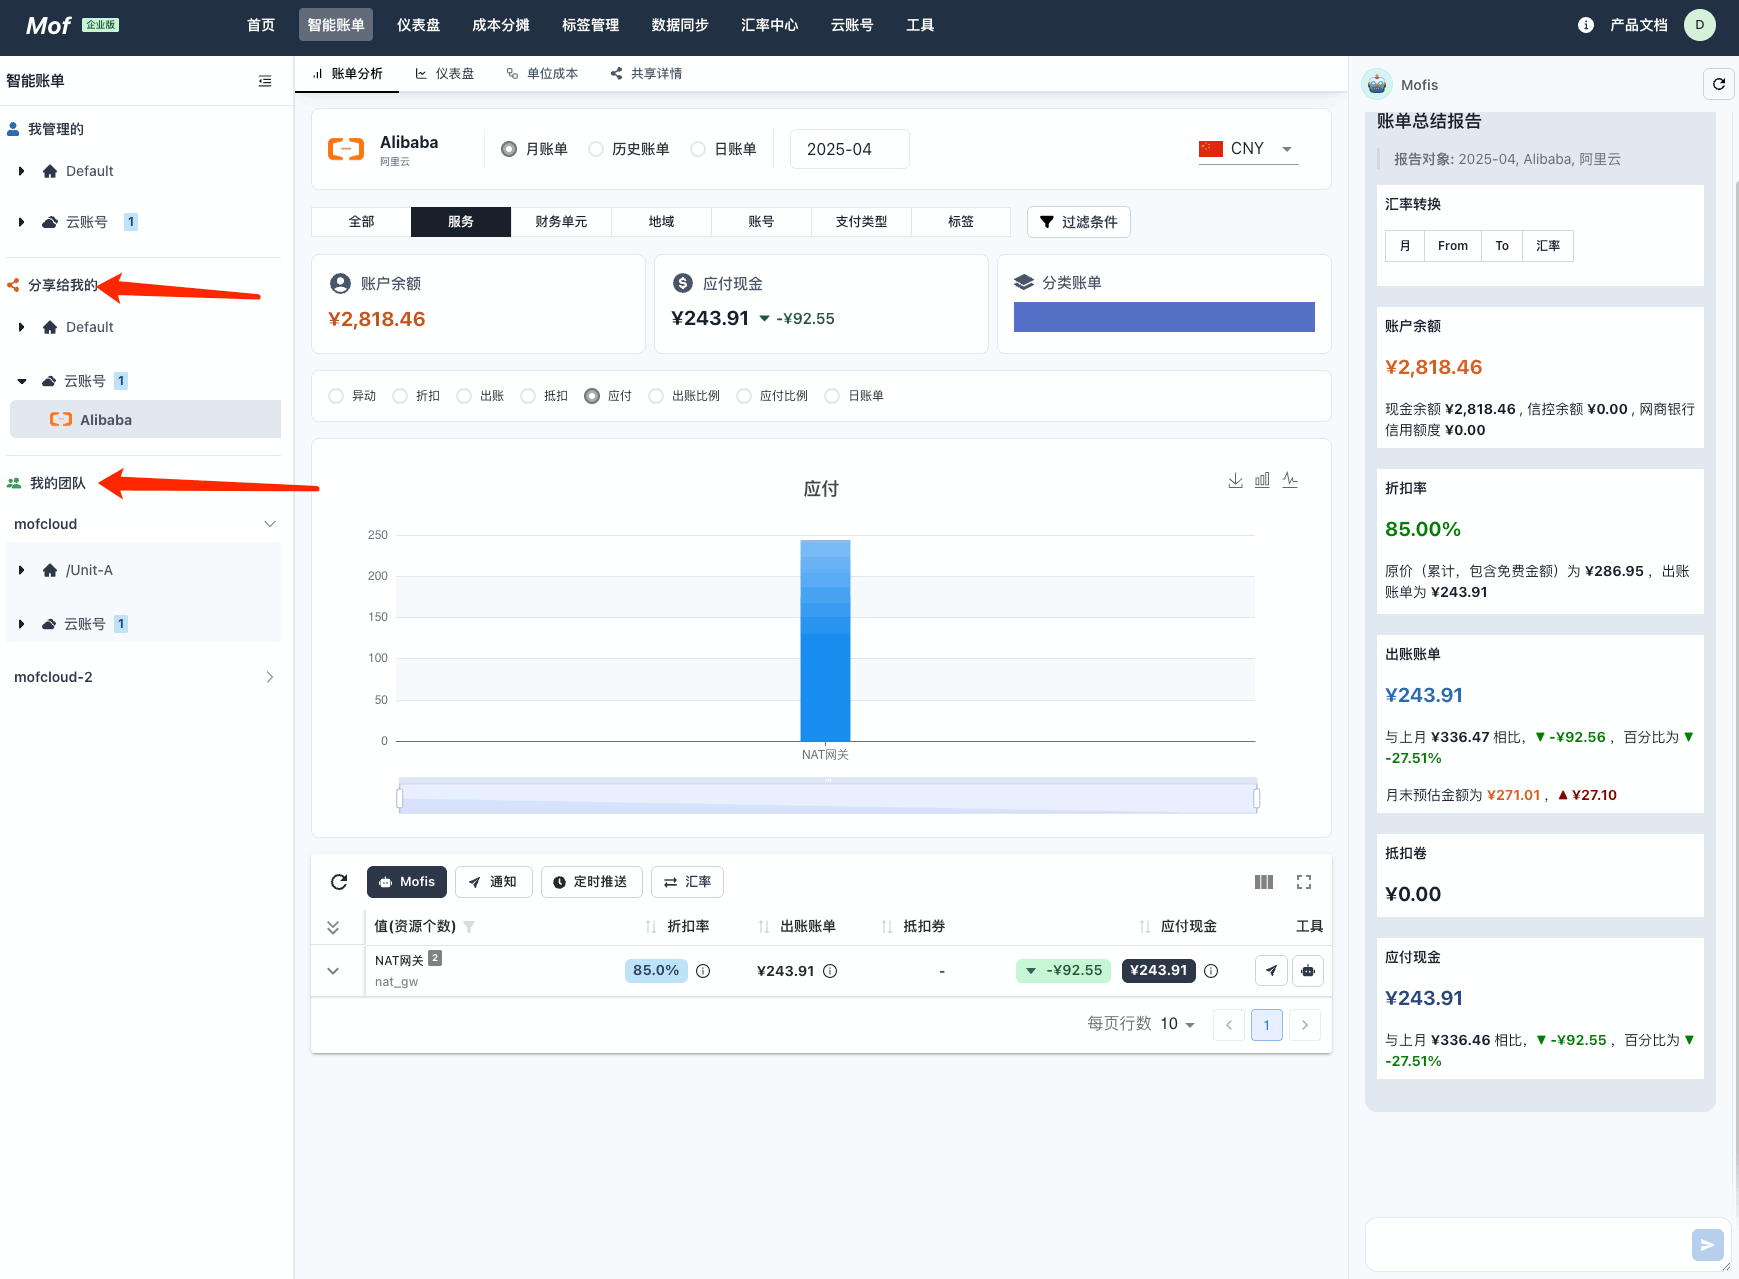 Mof 企业版
首页 智能账单 仪表盘 成本分摊 标签管理 数据同步 汇率中心 云账号 工具
产品文档 D
智能账单
我管理的
Default
云账号 1
分享给我的
Default
云账号 1
Alibaba
我的团队
mofcloud
/Unit-A
云账号 1
mofcloud-2
账单分析 仪表盘 单位成本 共享详情
Alibaba
阿里云
月账单 历史账单 日账单 2025-04 CNY
全部 服务 财务单元 地域 账号 支付类型 标签 过滤条件
账户余额
¥2,818.46
应付现金
¥243.91 -¥92.55
分类账单
异动 折扣 出账 抵扣 应付 出账比例 应付比例 日账单
应付
250
200
150
100
50
0
NAT网关
Mofis 通知 定时推送 汇率
值(资源个数) 折扣率 出账账单 抵扣券 应付现金 工具
NAT网关 2
nat_gw
85.0% ¥243.91 - -¥92.55 ¥243.91
每页行数 10 1
Mofis
账单总结报告
报告对象: 2025-04, Alibaba, 阿里云
汇率转换
月 From To 汇率
账户余额
¥2,818.46
现金余额 ¥2,818.46 , 信控余额 ¥0.00 , 网商银行
信用额度 ¥0.00
折扣率
85.00%
原价（累计，包含免费金额）为 ¥286.95 ，出账
账单为 ¥243.91
出账账单
¥243.91
与上月 ¥336.47 相比, ▼ -¥92.56 ，百分比为 ▼
-27.51%
月末预估金额为 ¥271.01 ，▲ ¥27.10
抵扣卷
¥0.00
应付现金
¥243.91
与上月 ¥336.46 相比, ▼ -¥92.55 ，百分比为 ▼
-27.51%